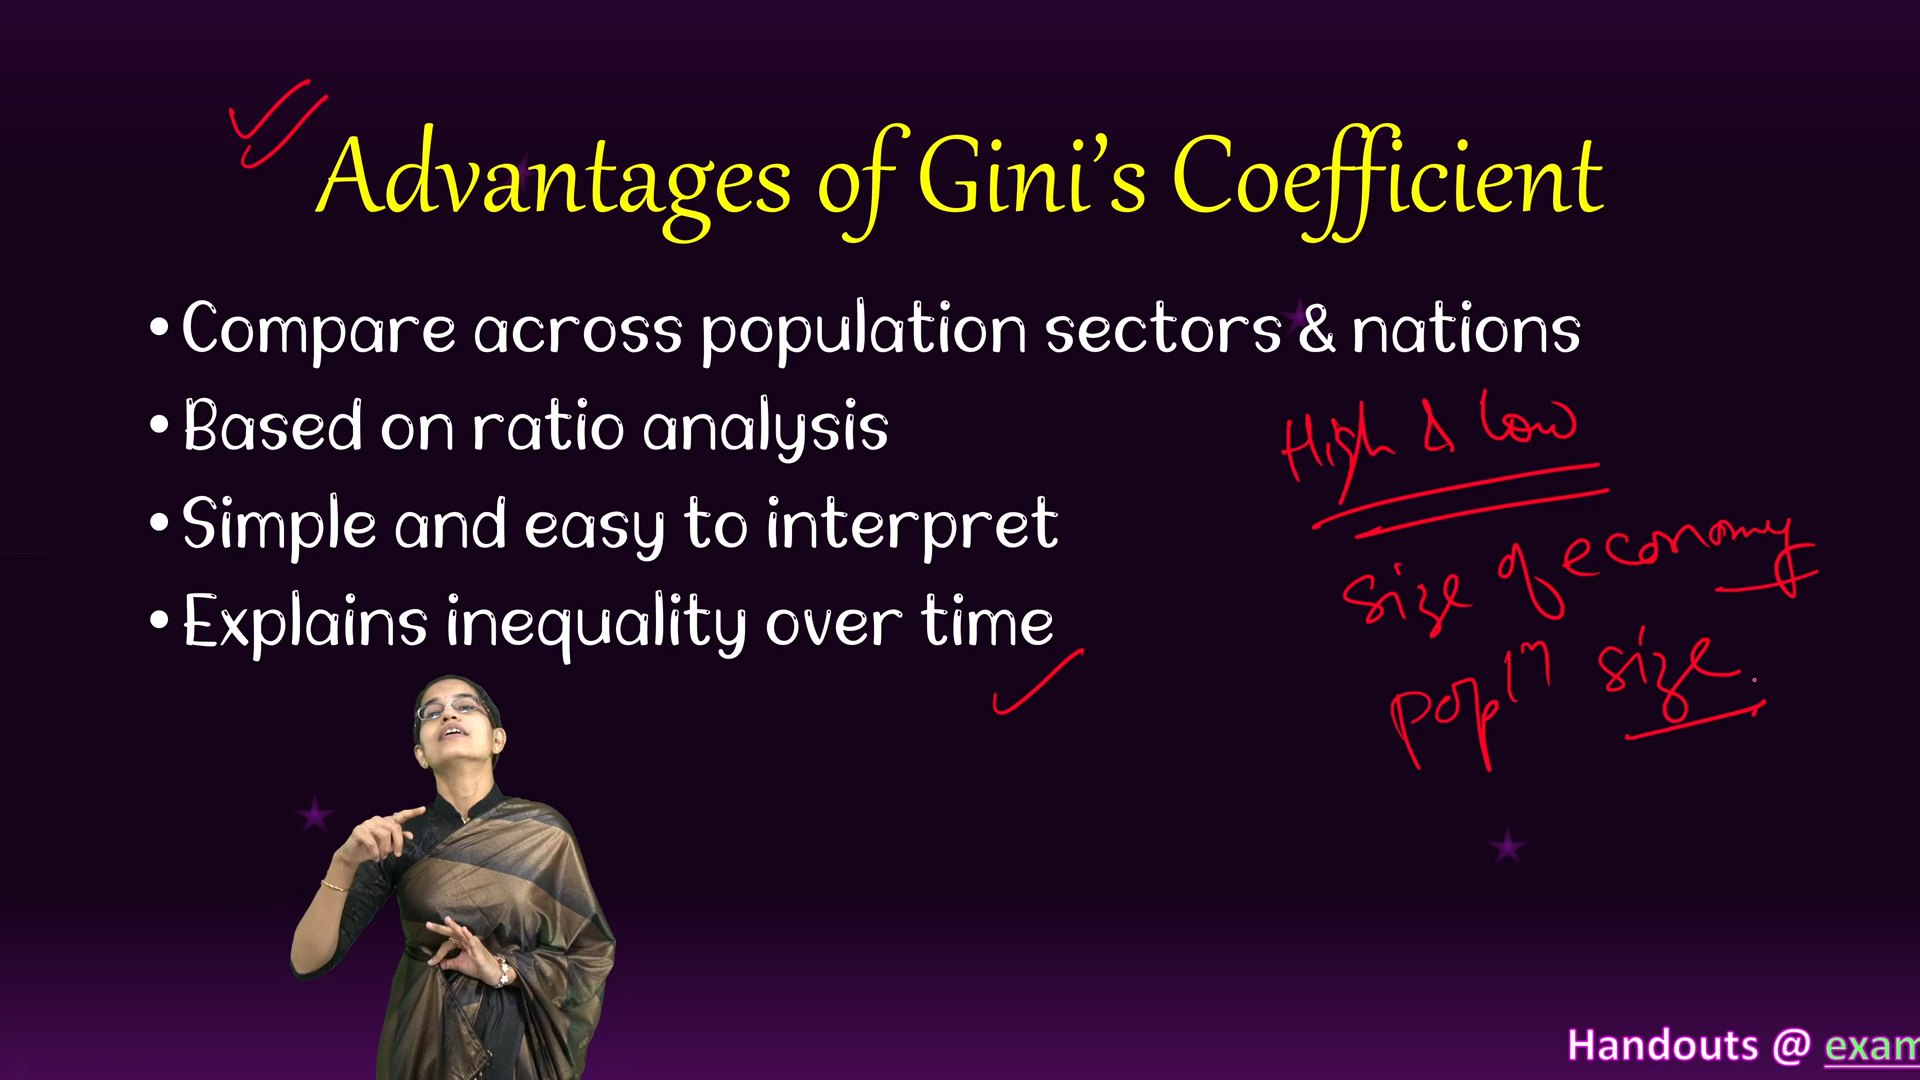 Advantages of Gini's Coefficient
• Compare across population sectors & nations
• Based on ratio analysis
• Simple and easy to interpret
• Explains inequality over time
High & low
size of economy
popln size
Handouts @ exam